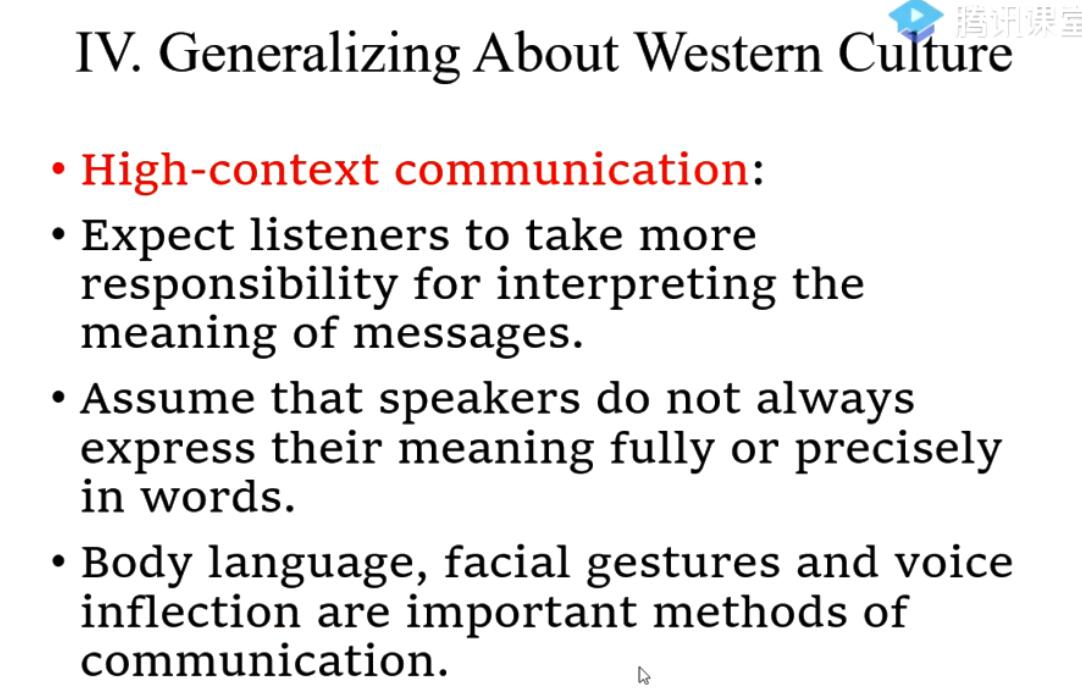 腾讯课堂
IV. Generalizing About Western Culture
• High-context communication:
• Expect listeners to take more
responsibility for interpreting the
meaning of messages.
• Assume that speakers do not always
express their meaning fully or precisely
in words.
• Body language, facial gestures and voice
inflection are important methods of
communication.